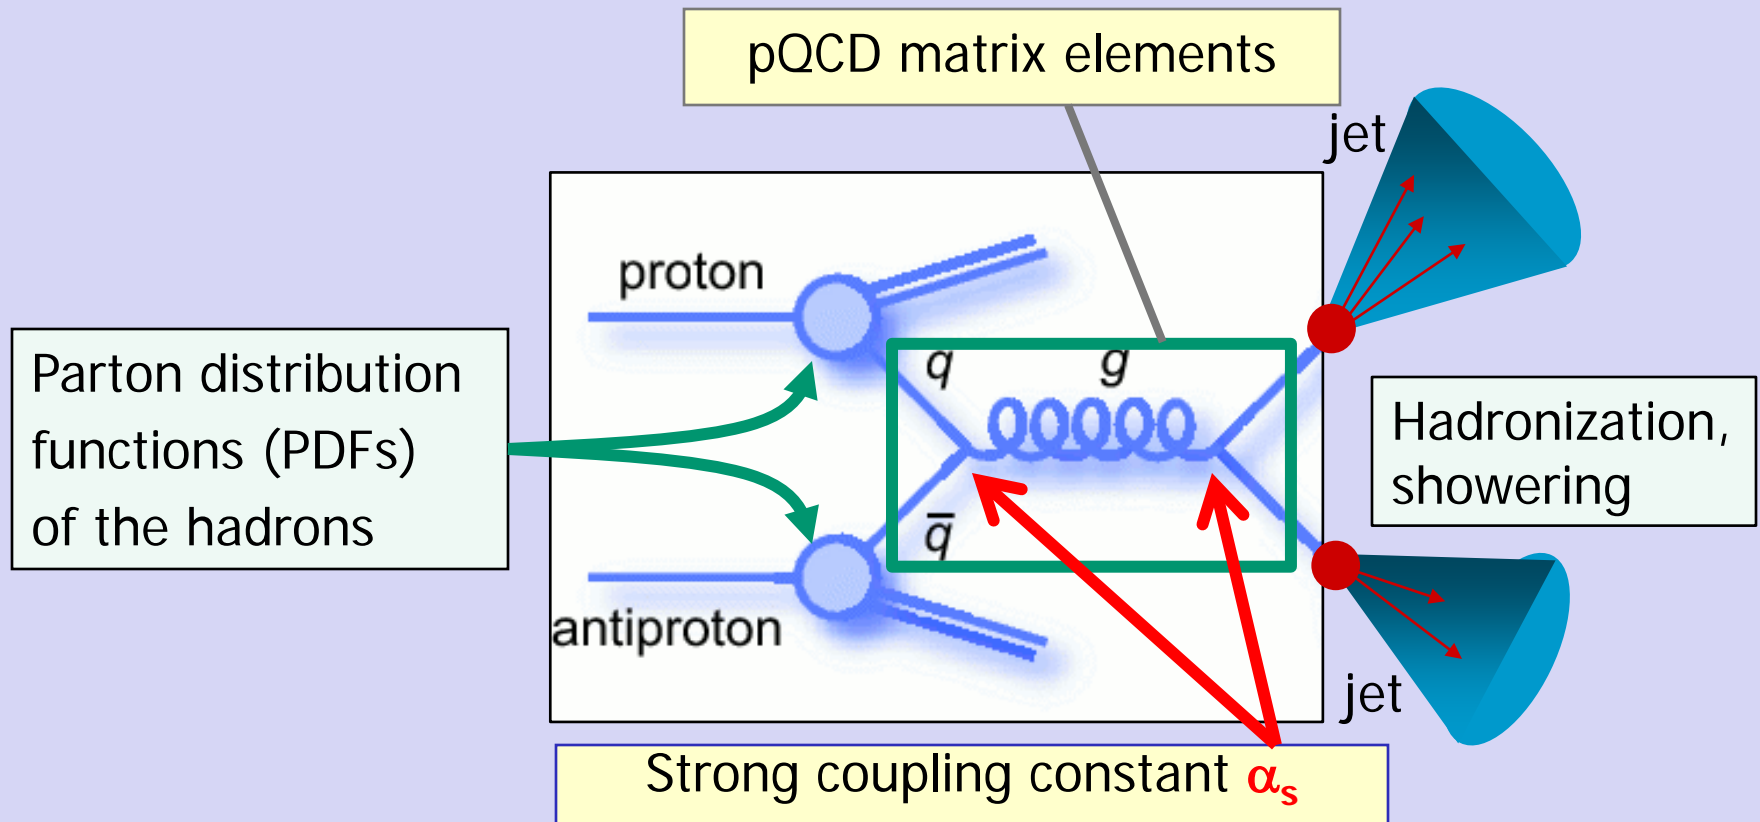 pQCD matrix elements
jet
proton
q
g
Parton distribution
functions (PDFs)
of the hadrons
Hadronization,
showering
q̅
antiproton
jet
Strong coupling constant αₛ